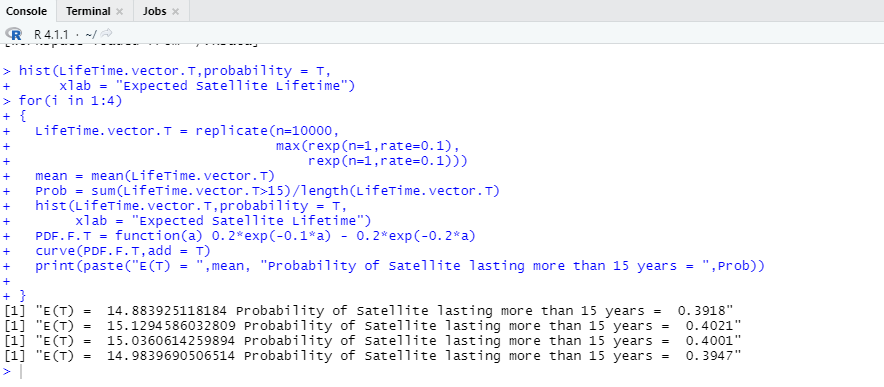 Console Terminal Jobs
R 4.1.1 · ~/
> hist(LifeTime.vector.T,probability = T,
+ xlab = "Expected Satellite Lifetime")
> for(i in 1:4)
+ {
+ LifeTime.vector.T = replicate(n=10000,
+ max(rexp(n=1,rate=0.1),
+ rexp(n=1,rate=0.1)))
+ mean = mean(LifeTime.vector.T)
+ Prob = sum(LifeTime.vector.T>15)/length(LifeTime.vector.T)
+ hist(LifeTime.vector.T,probability = T,
+ xlab = "Expected Satellite Lifetime")
+ PDF.F.T = function(a) 0.2*exp(-0.1*a) - 0.2*exp(-0.2*a)
+ curve(PDF.F.T,add = T)
+ print(paste("E(T) = ",mean, "Probability of Satellite lasting more than 15 years = ",Prob))
+
+ }
[1] "E(T) =  14.883925118184 Probability of Satellite lasting more than 15 years =  0.3918"
[1] "E(T) =  15.1294586032809 Probability of Satellite lasting more than 15 years =  0.4021"
[1] "E(T) =  15.0360614259894 Probability of Satellite lasting more than 15 years =  0.4001"
[1] "E(T) =  14.9839690506514 Probability of Satellite lasting more than 15 years =  0.3947"
>